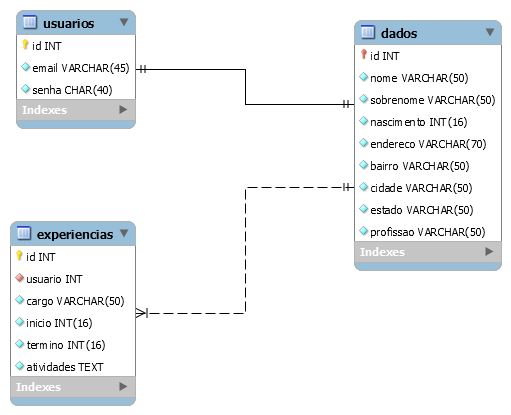 usuarios
id INT
email VARCHAR(45)
senha CHAR(40)
Indexes
dados
id INT
nome VARCHAR(50)
sobrenome VARCHAR(50)
nascimento INT(16)
endereco VARCHAR(70)
bairro VARCHAR(50)
cidade VARCHAR(50)
estado VARCHAR(50)
profissao VARCHAR(50)
Indexes
experiencias
id INT
usuario INT
cargo VARCHAR(50)
inicio INT(16)
termino INT(16)
atividades TEXT
Indexes